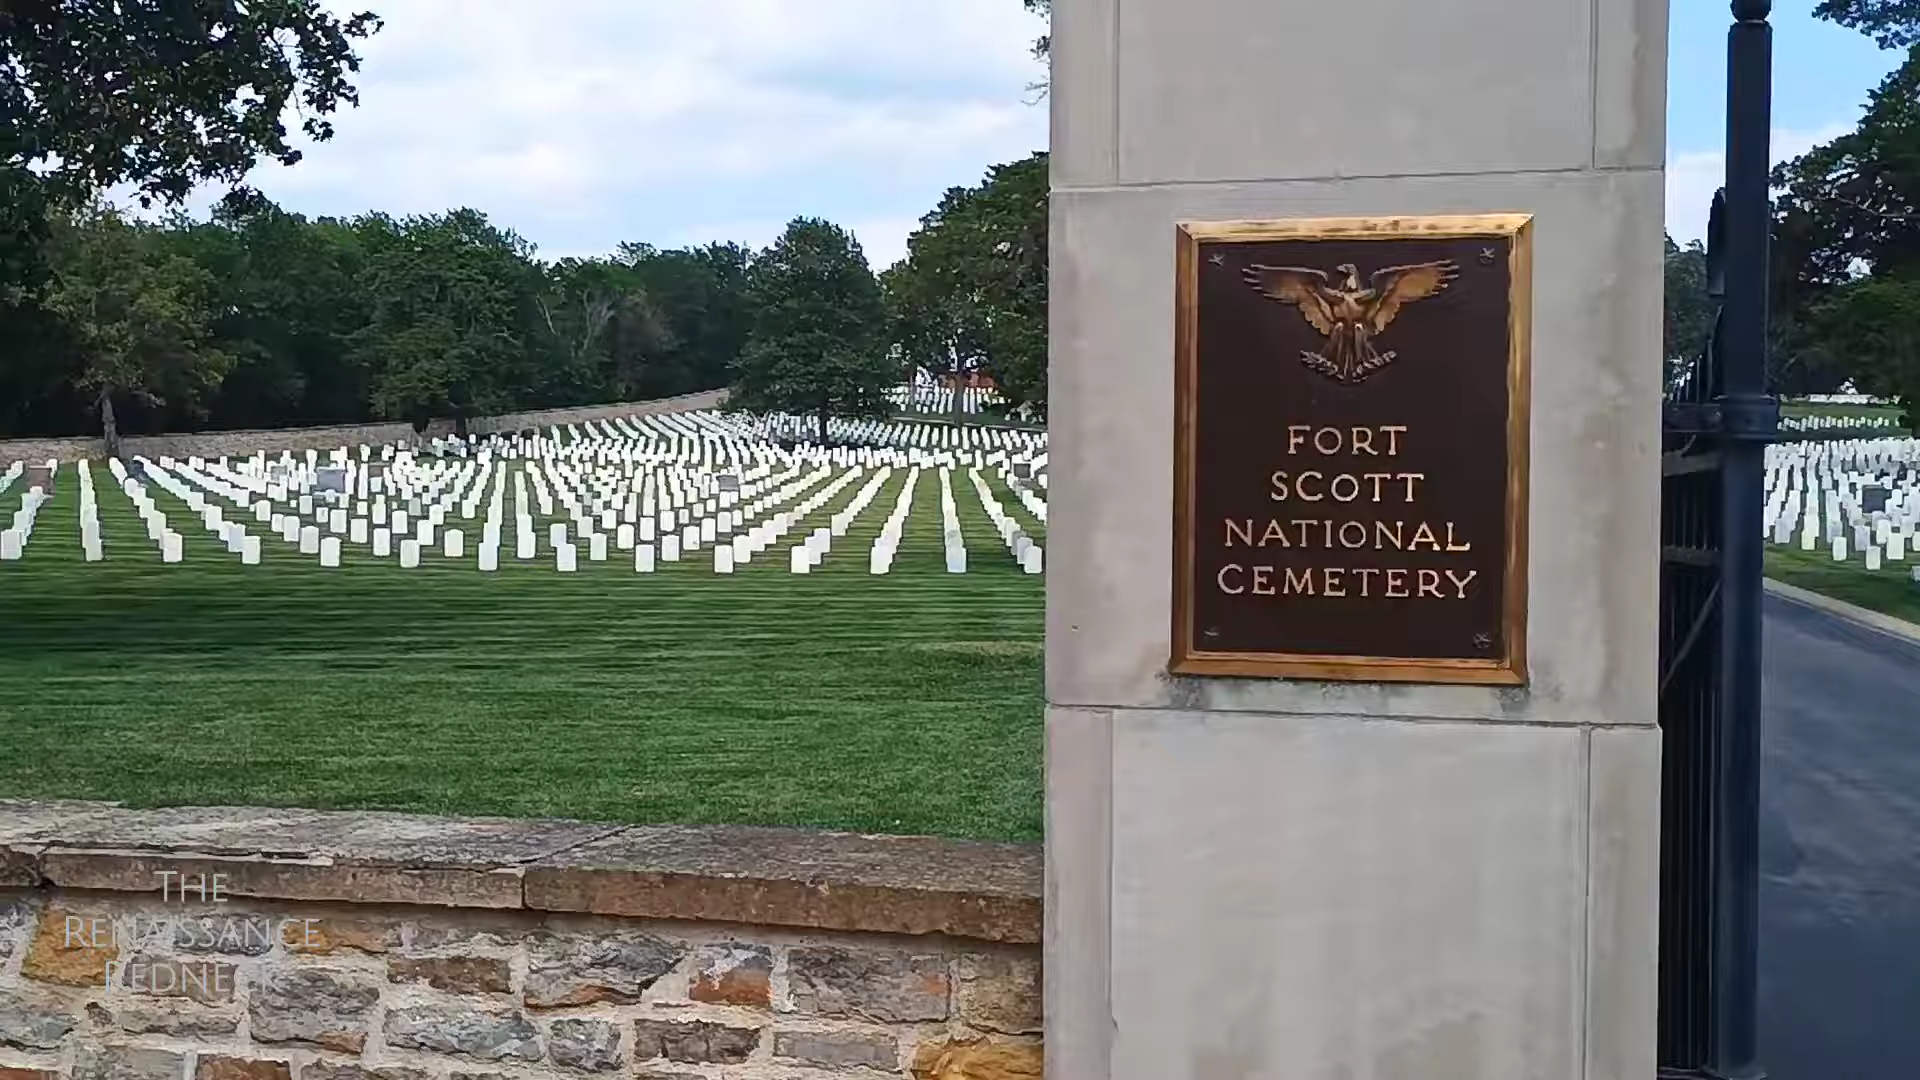 FORT
SCOTT
NATIONAL
CEMETERY
THE
RENAISSANCE
REDNECK